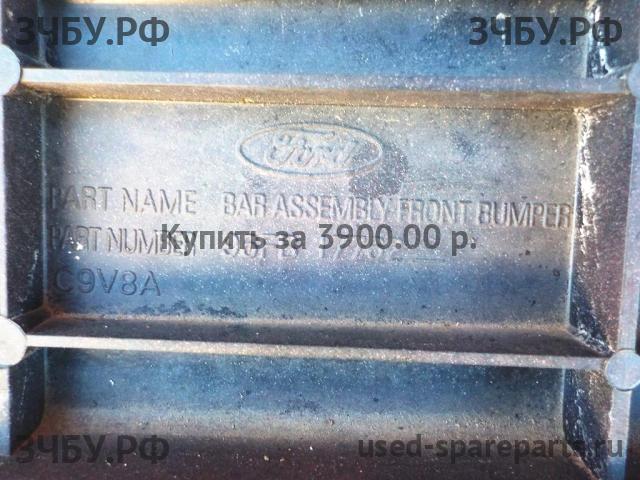 ЗЧБУ.РФ ЗЧБУ.РФ
Ford
PART NAME BAR ASSEMBLY-FRONT BUMPER
PART NUMBER
Купить за 3900.00 р.
C9V8A
ЗЧБУ.РФ used-spareparts.ru